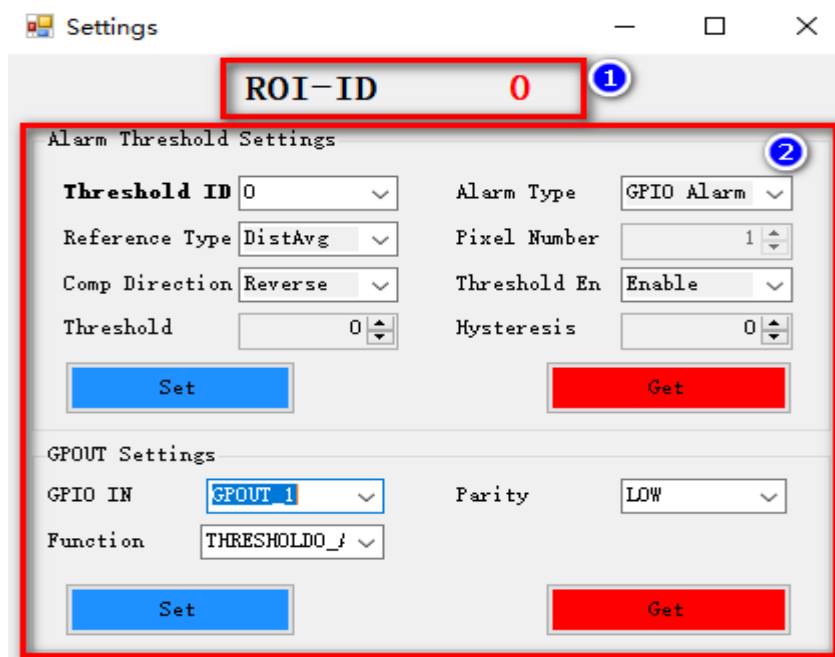 Settings
ROI-ID 0
1
Alarm Threshold Settings
2
Threshold ID 0 Alarm Type GPIO Alarm
Reference Type DistAvg Pixel Number 1
Comp Direction Reverse Threshold En Enable
Threshold 0 Hysteresis 0
Set Get
GPOUT Settings
GPIO IN GPOUT_1 Parity LOW
Function THRESHOLD0_
Set Get